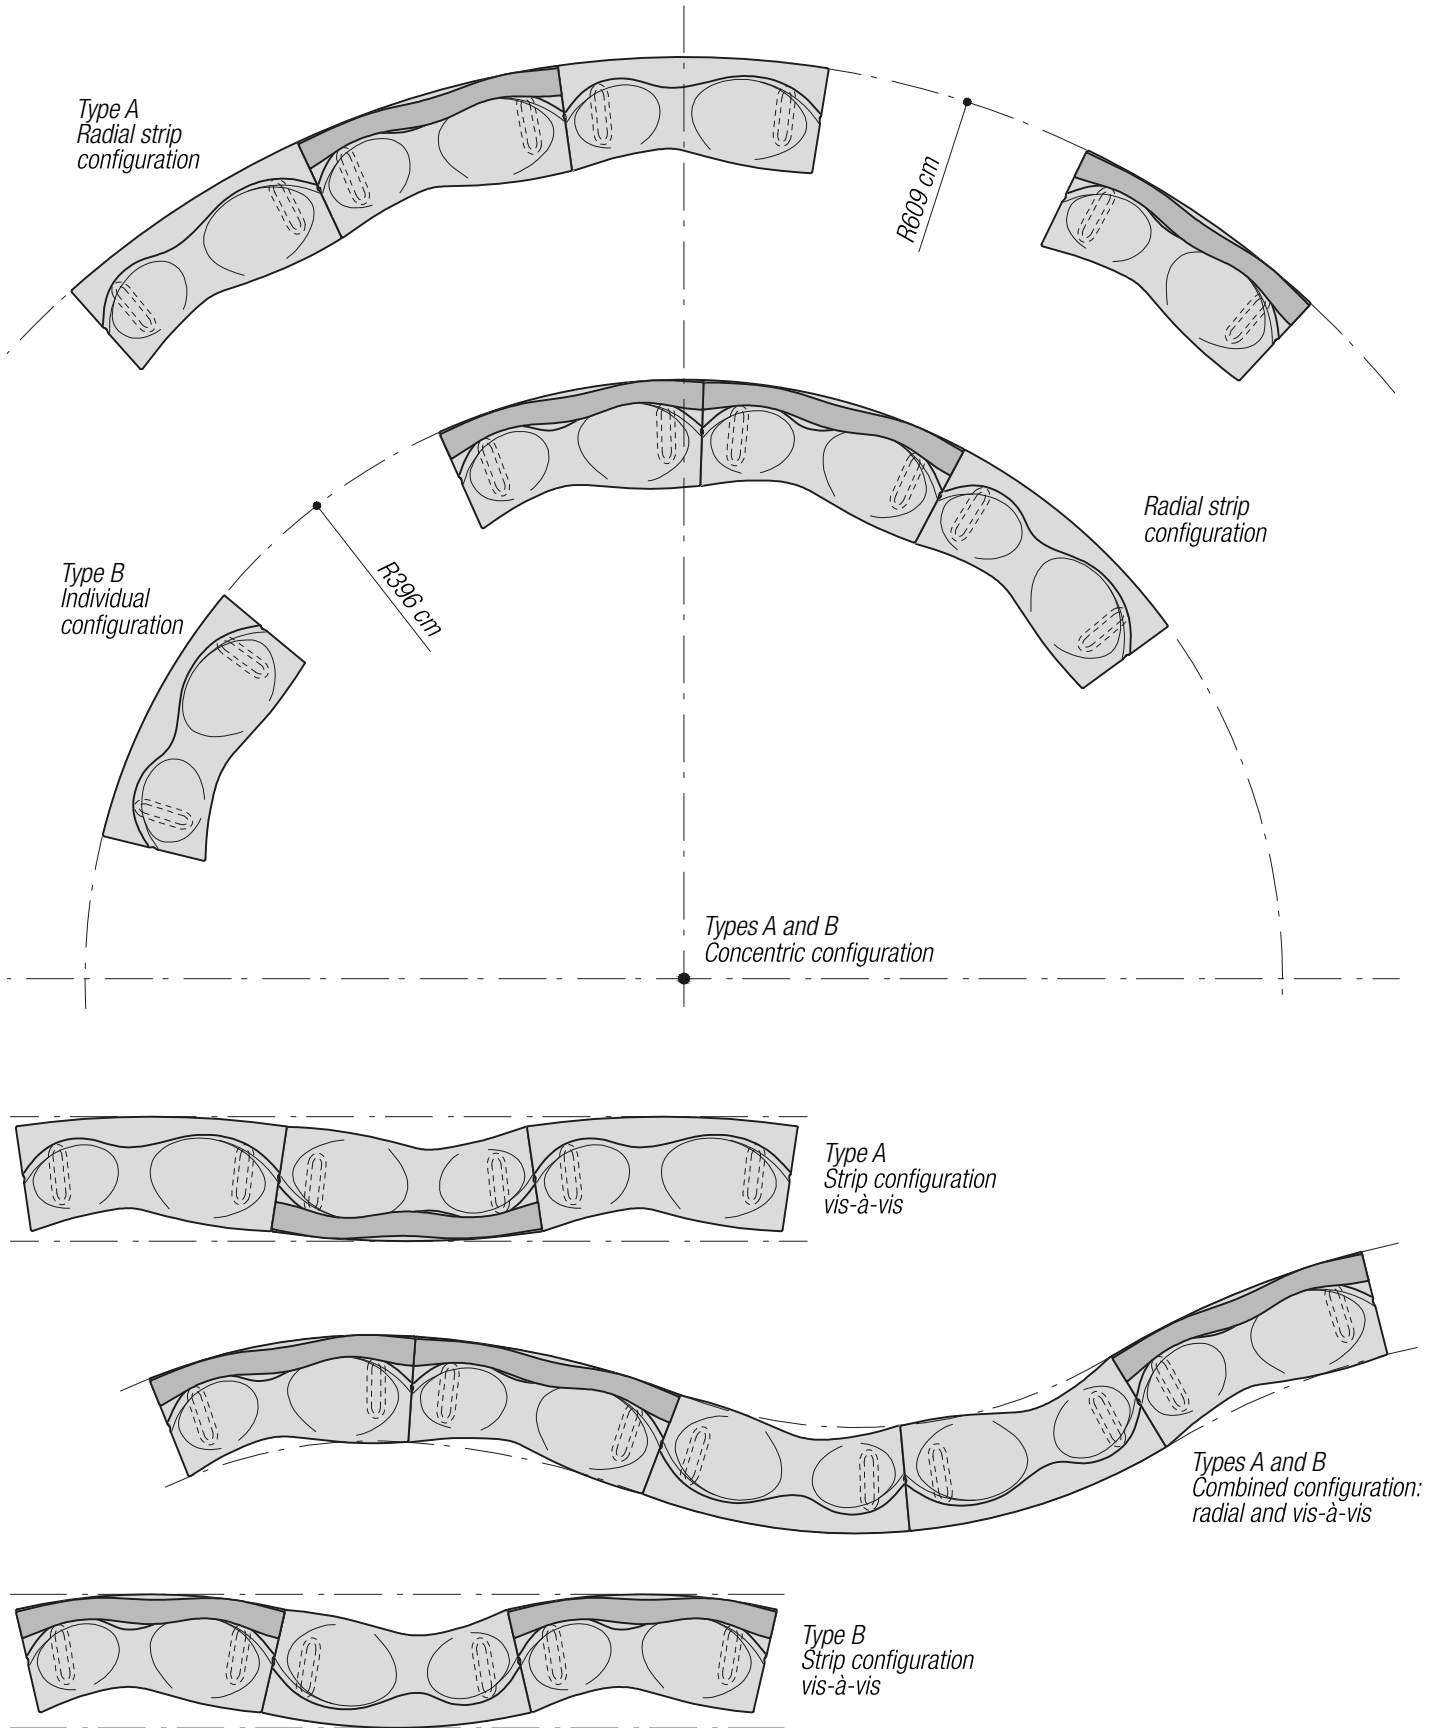 Type A
Radial strip
configuration
R609 cm
Radial strip
configuration
Type B
Individual
configuration
R396 cm
Types A and B
Concentric configuration
Type A
Strip configuration
vis-à-vis
Types A and B
Combined configuration:
radial and vis-à-vis
Type B
Strip configuration
vis-à-vis